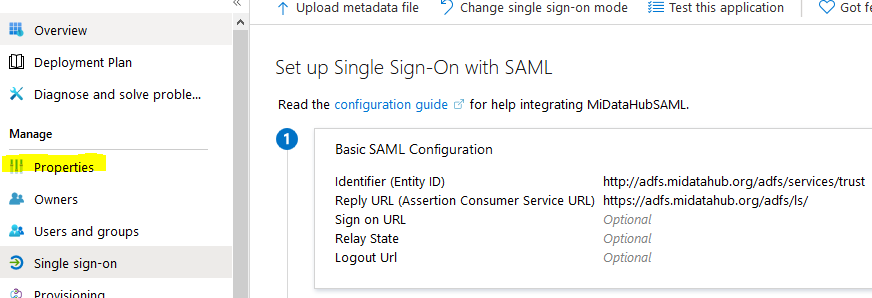 Upload metadata file
Change single sign-on mode
Test this application
Got fe
Overview
Deployment Plan
Diagnose and solve proble...
Manage
Properties
Owners
Users and groups
Single sign-on
Provisioning
Set up Single Sign-On with SAML
Read the configuration guide for help integrating MiDataHubSAML.
1
Basic SAML Configuration
Identifier (Entity ID) http://adfs.midatahub.org/adfs/services/trust
Reply URL (Assertion Consumer Service URL) https://adfs.midatahub.org/adfs/ls/
Sign on URL Optional
Relay State Optional
Logout Url Optional